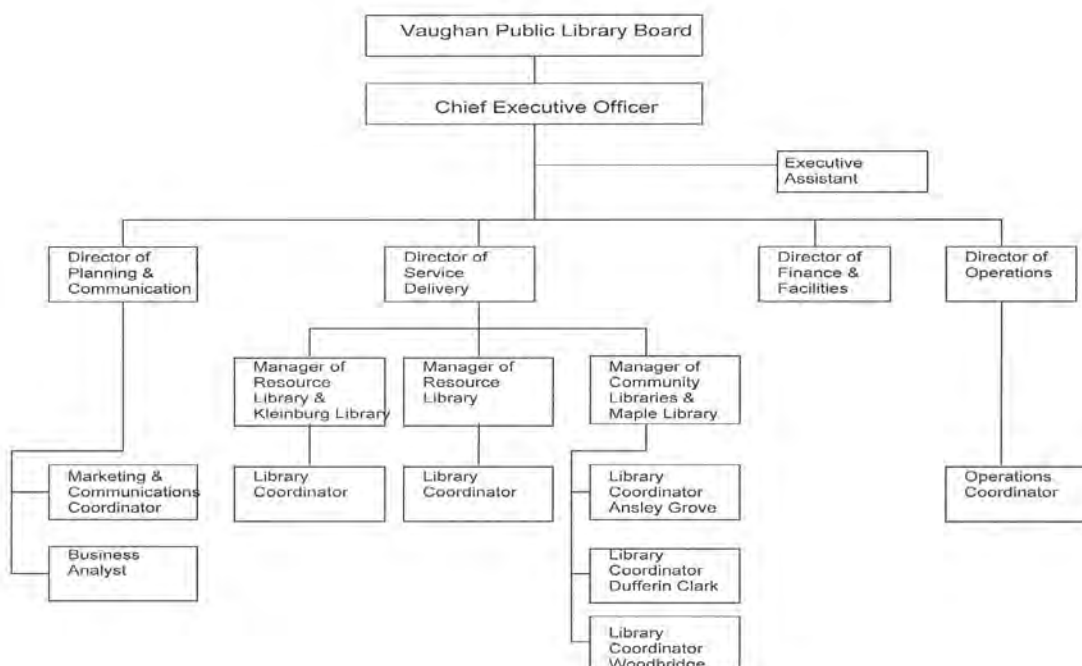 Vaughan Public Library Board
Chief Executive Officer
Executive
Assistant
Director of
Planning &
Communication
Director of
Service
Delivery
Director of
Finance &
Facilities
Director of
Operations
Manager of
Resource
Library &
Kleinburg Library
Manager of
Resource
Library
Manager of
Community
Libraries &
Maple Library
Marketing &
Communications
Coordinator
Library
Coordinator
Library
Coordinator
Library
Coordinator
Ansley Grove
Operations
Coordinator
Business
Analyst
Library
Coordinator
Dufferin Clark
Library
Coordinator
Woodbridge